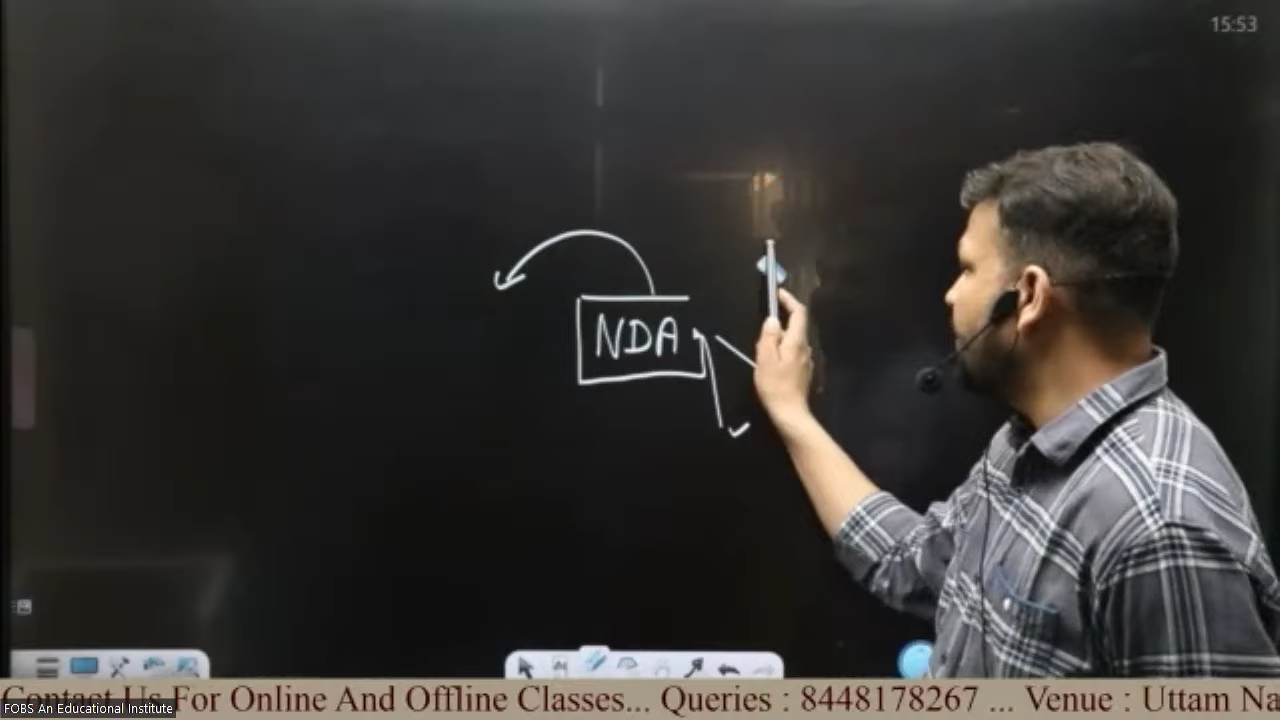 15:53
NDA
Contact Us For Online And Offline Classes... Queries : 8448178267 ... Venue : Uttam Na
FOBS An Educational Institute